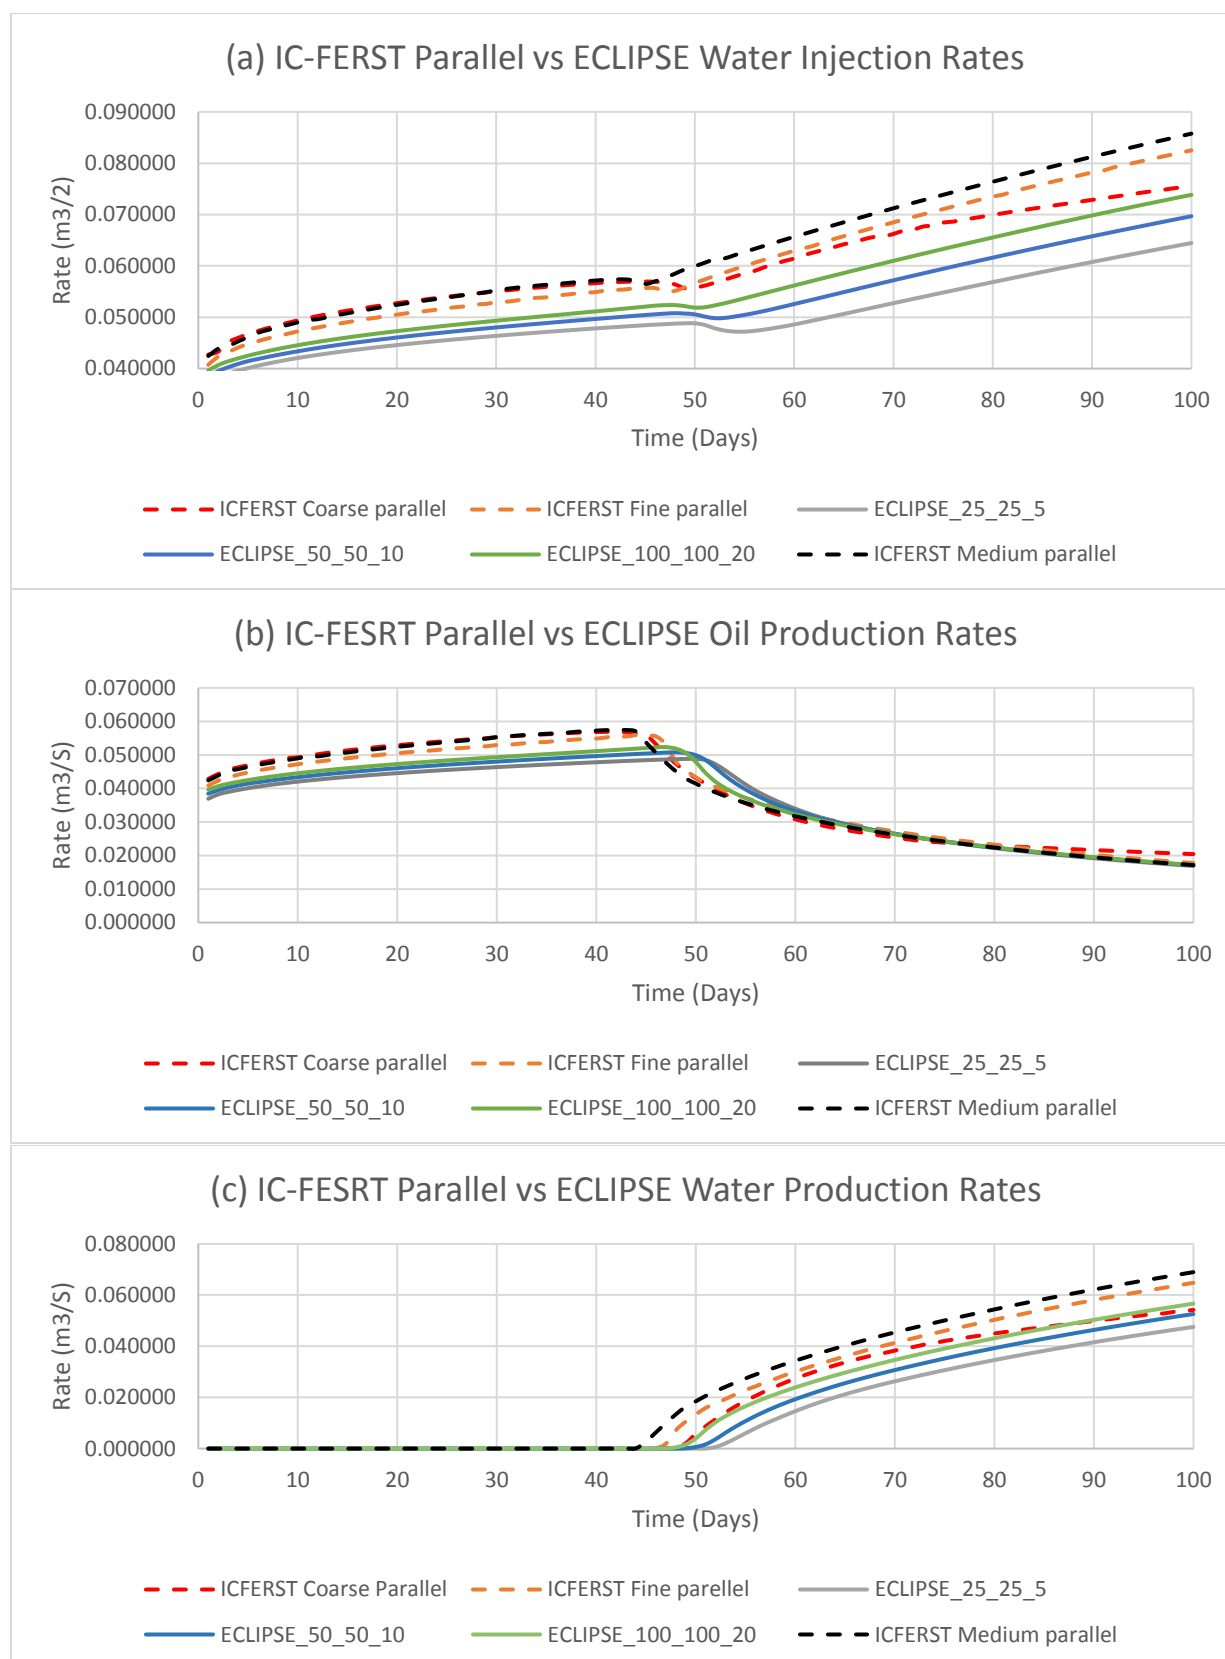 (a) IC-FERST Parallel vs ECLIPSE Water Injection Rates
0.090000
0.080000
0.070000
0.060000
0.050000
0.040000
Rate (m3/2)
0 10 20 30 40 50 60 70 80 90 100
Time (Days)
ICFERST Coarse parallel ICFERST Fine parallel ECLIPSE_25_25_5
ECLIPSE_50_50_10 ECLIPSE_100_100_20 ICFERST Medium parallel
(b) IC-FESRT Parallel vs ECLIPSE Oil Production Rates
0.070000
0.060000
0.050000
0.040000
0.030000
0.020000
0.010000
0.000000
Rate (m3/S)
0 10 20 30 40 50 60 70 80 90 100
Time (Days)
ICFERST Coarse parallel ICFERST Fine parallel ECLIPSE_25_25_5
ECLIPSE_50_50_10 ECLIPSE_100_100_20 ICFERST Medium parallel
(c) IC-FESRT Parallel vs ECLIPSE Water Production Rates
0.080000
0.060000
0.040000
0.020000
0.000000
Rate (m3/S)
0 10 20 30 40 50 60 70 80 90 100
Time (Days)
ICFERST Coarse Parallel ICFERST Fine parellel ECLIPSE_25_25_5
ECLIPSE_50_50_10 ECLIPSE_100_100_20 ICFERST Medium parallel